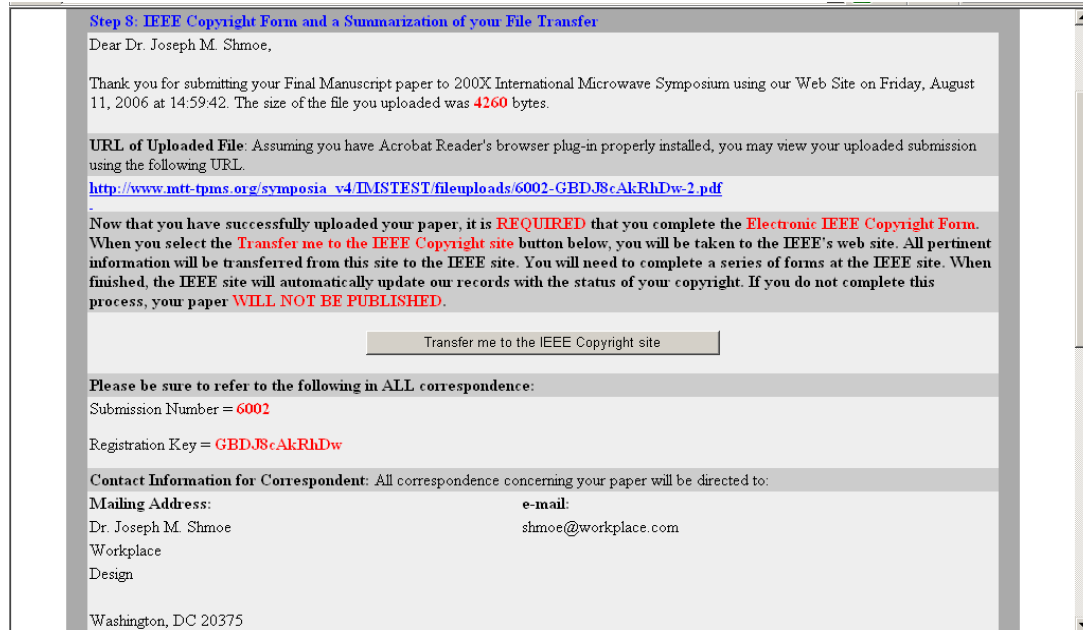 Step 8: IEEE Copyright Form and a Summarization of your File Transfer
Dear Dr. Joseph M. Shmoe,
Thank you for submitting your Final Manuscript paper to 200X International Microwave Symposium using our Web Site on Friday, August
11, 2006 at 14:59:42. The size of the file you uploaded was 4260 bytes.
URL of Uploaded File: Assuming you have Acrobat Reader's browser plug-in properly installed, you may view your uploaded submission
using the following URL.
http://www.mtt-tpms.org/symposia_v4/IMSTEST/fileuploads/6002-GBDJ8cAkRhDw-2.pdf
Now that you have successfully uploaded your paper, it is REQUIRED that you complete the Electronic IEEE Copyright Form.
When you select the Transfer me to the IEEE Copyright site button below, you will be taken to the IEEE's web site. All pertinent
information will be transferred from this site to the IEEE site. You will need to complete a series of forms at the IEEE site. When
finished, the IEEE site will automatically update our records with the status of your copyright. If you do not complete this
process, your paper WILL NOT BE PUBLISHED.
Transfer me to the IEEE Copyright site
Please be sure to refer to the following in ALL correspondence:
Submission Number = 6002
Registration Key = GBDJ8cAkRhDw
Contact Information for Correspondent: All correspondence concerning your paper will be directed to:
Mailing Address: e-mail:
Dr. Joseph M. Shmoe shmoe@workplace.com
Workplace
Design
Washington, DC 20375